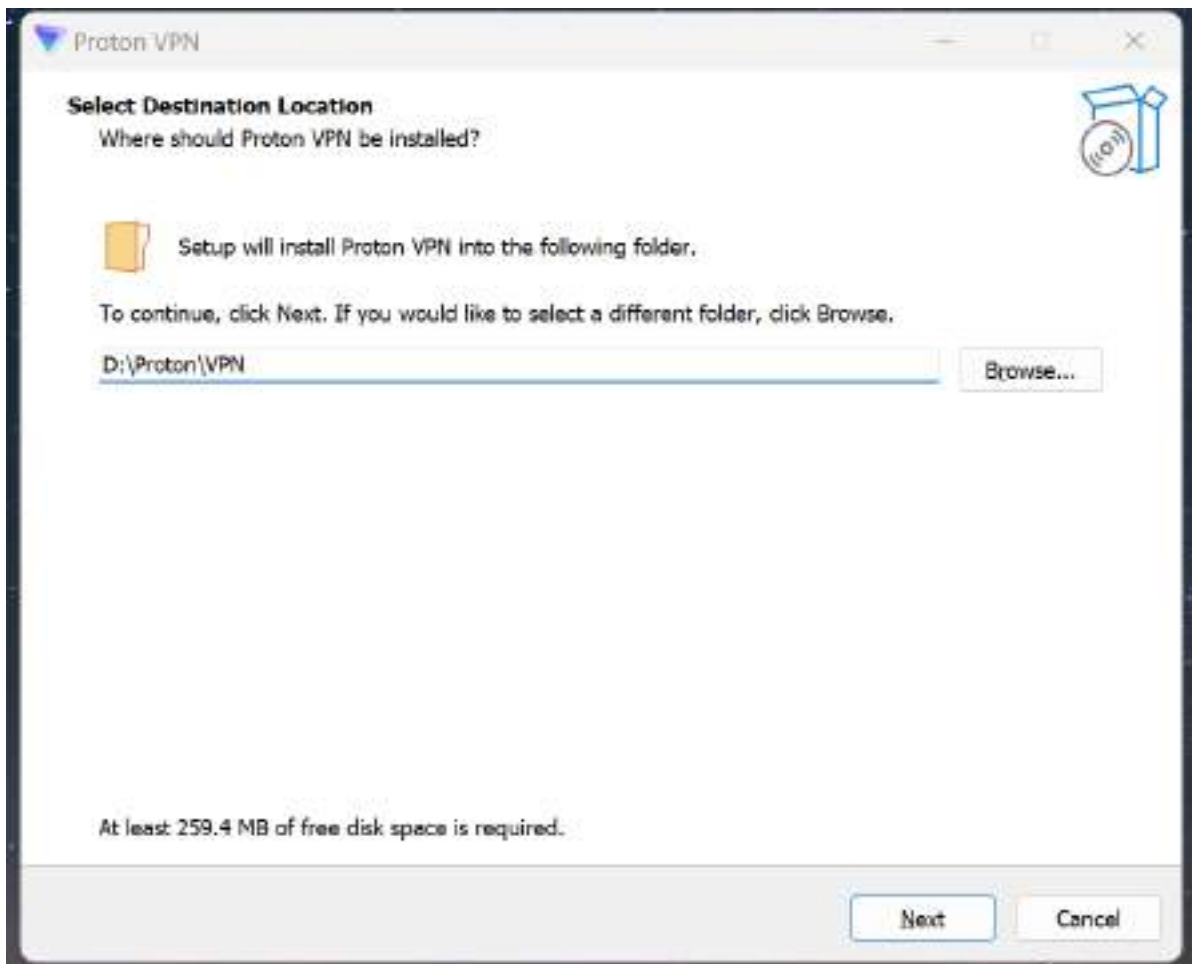 Proton VPN
Select Destination Location
Where should Proton VPN be installed?
Setup will install Proton VPN into the following folder.
To continue, click Next. If you would like to select a different folder, click Browse.
D:\Proton\VPN
Browse...
At least 259.4 MB of free disk space is required.
Next
Cancel